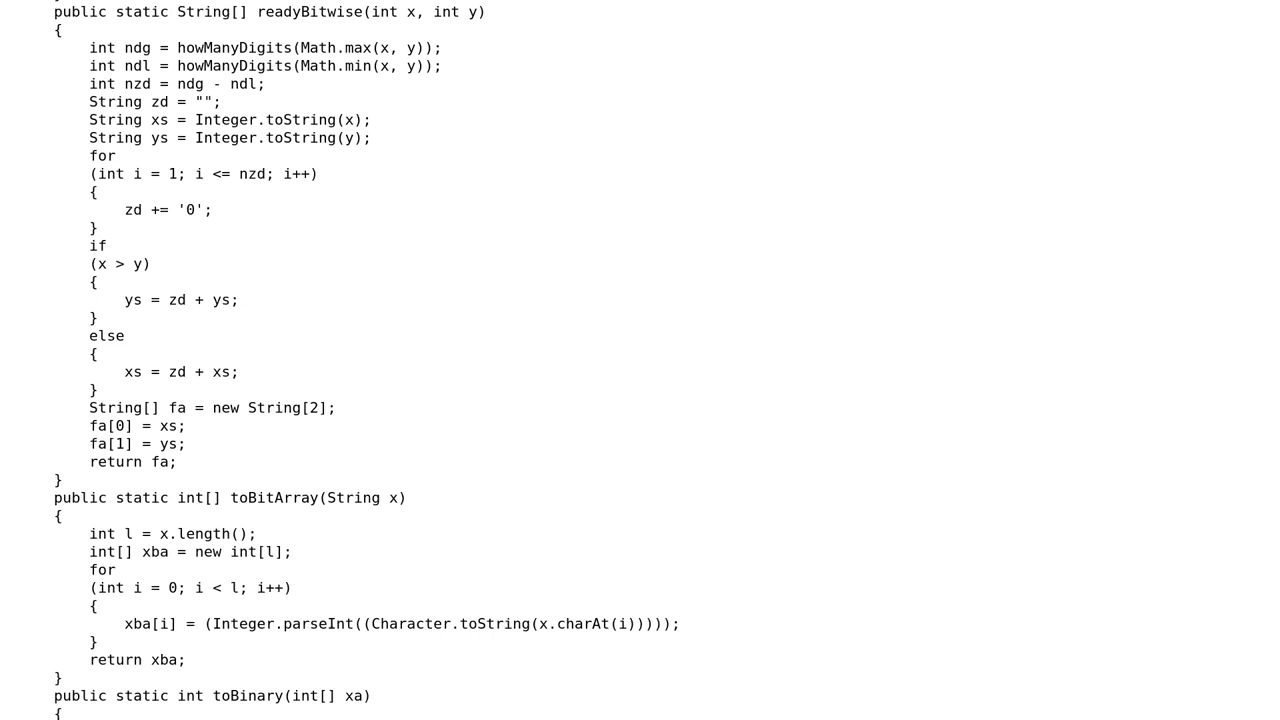 public static String[] readyBitwise(int x, int y)
{
int ndg = howManyDigits(Math.max(x, y));
int ndl = howManyDigits(Math.min(x, y));
int nzd = ndg - ndl;
String zd = "";
String xs = Integer.toString(x);
String ys = Integer.toString(y);
for
(int i = 1; i <= nzd; i++)
{
zd += '0';
}
if
(x > y)
{
ys = zd + ys;
}
else
{
xs = zd + xs;
}
String[] fa = new String[2];
fa[0] = xs;
fa[1] = ys;
return fa;
}
public static int[] toBitArray(String x)
{
int l = x.length();
int[] xba = new int[l];
for
(int i = 0; i < l; i++)
{
xba[i] = (Integer.parseInt((Character.toString(x.charAt(i)))));
}
return xba;
}
public static int toBinary(int[] xa)
{